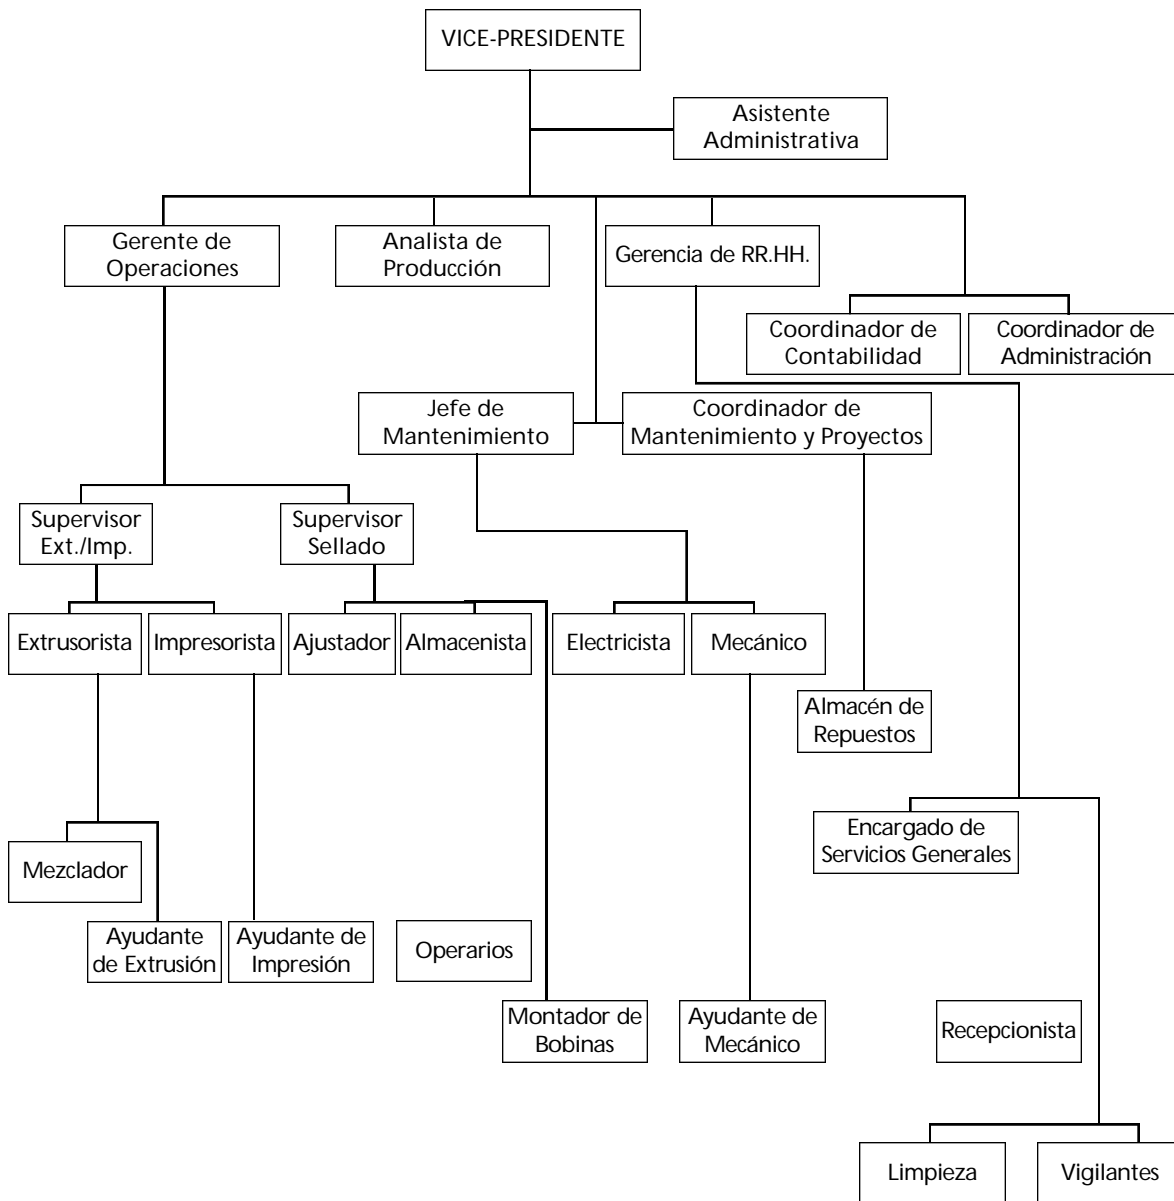 VICE-PRESIDENTE
Asistente
Administrativa
Gerente de
Operaciones
Analista de
Producción
Gerencia de RR.HH.
Coordinador de
Contabilidad
Coordinador de
Administración
Jefe de
Mantenimiento
Coordinador de
Mantenimiento y Proyectos
Supervisor
Ext./Imp.
Supervisor
Sellado
Extrusorista
Impresorista
Ajustador
Almacenista
Electricista
Mecánico
Almacén de
Repuestos
Encargado de
Servicios Generales
Mezclador
Ayudante
de Extrusión
Ayudante de
Impresión
Operarios
Montador de
Bobinas
Ayudante de
Mecánico
Recepcionista
Limpieza
Vigilantes